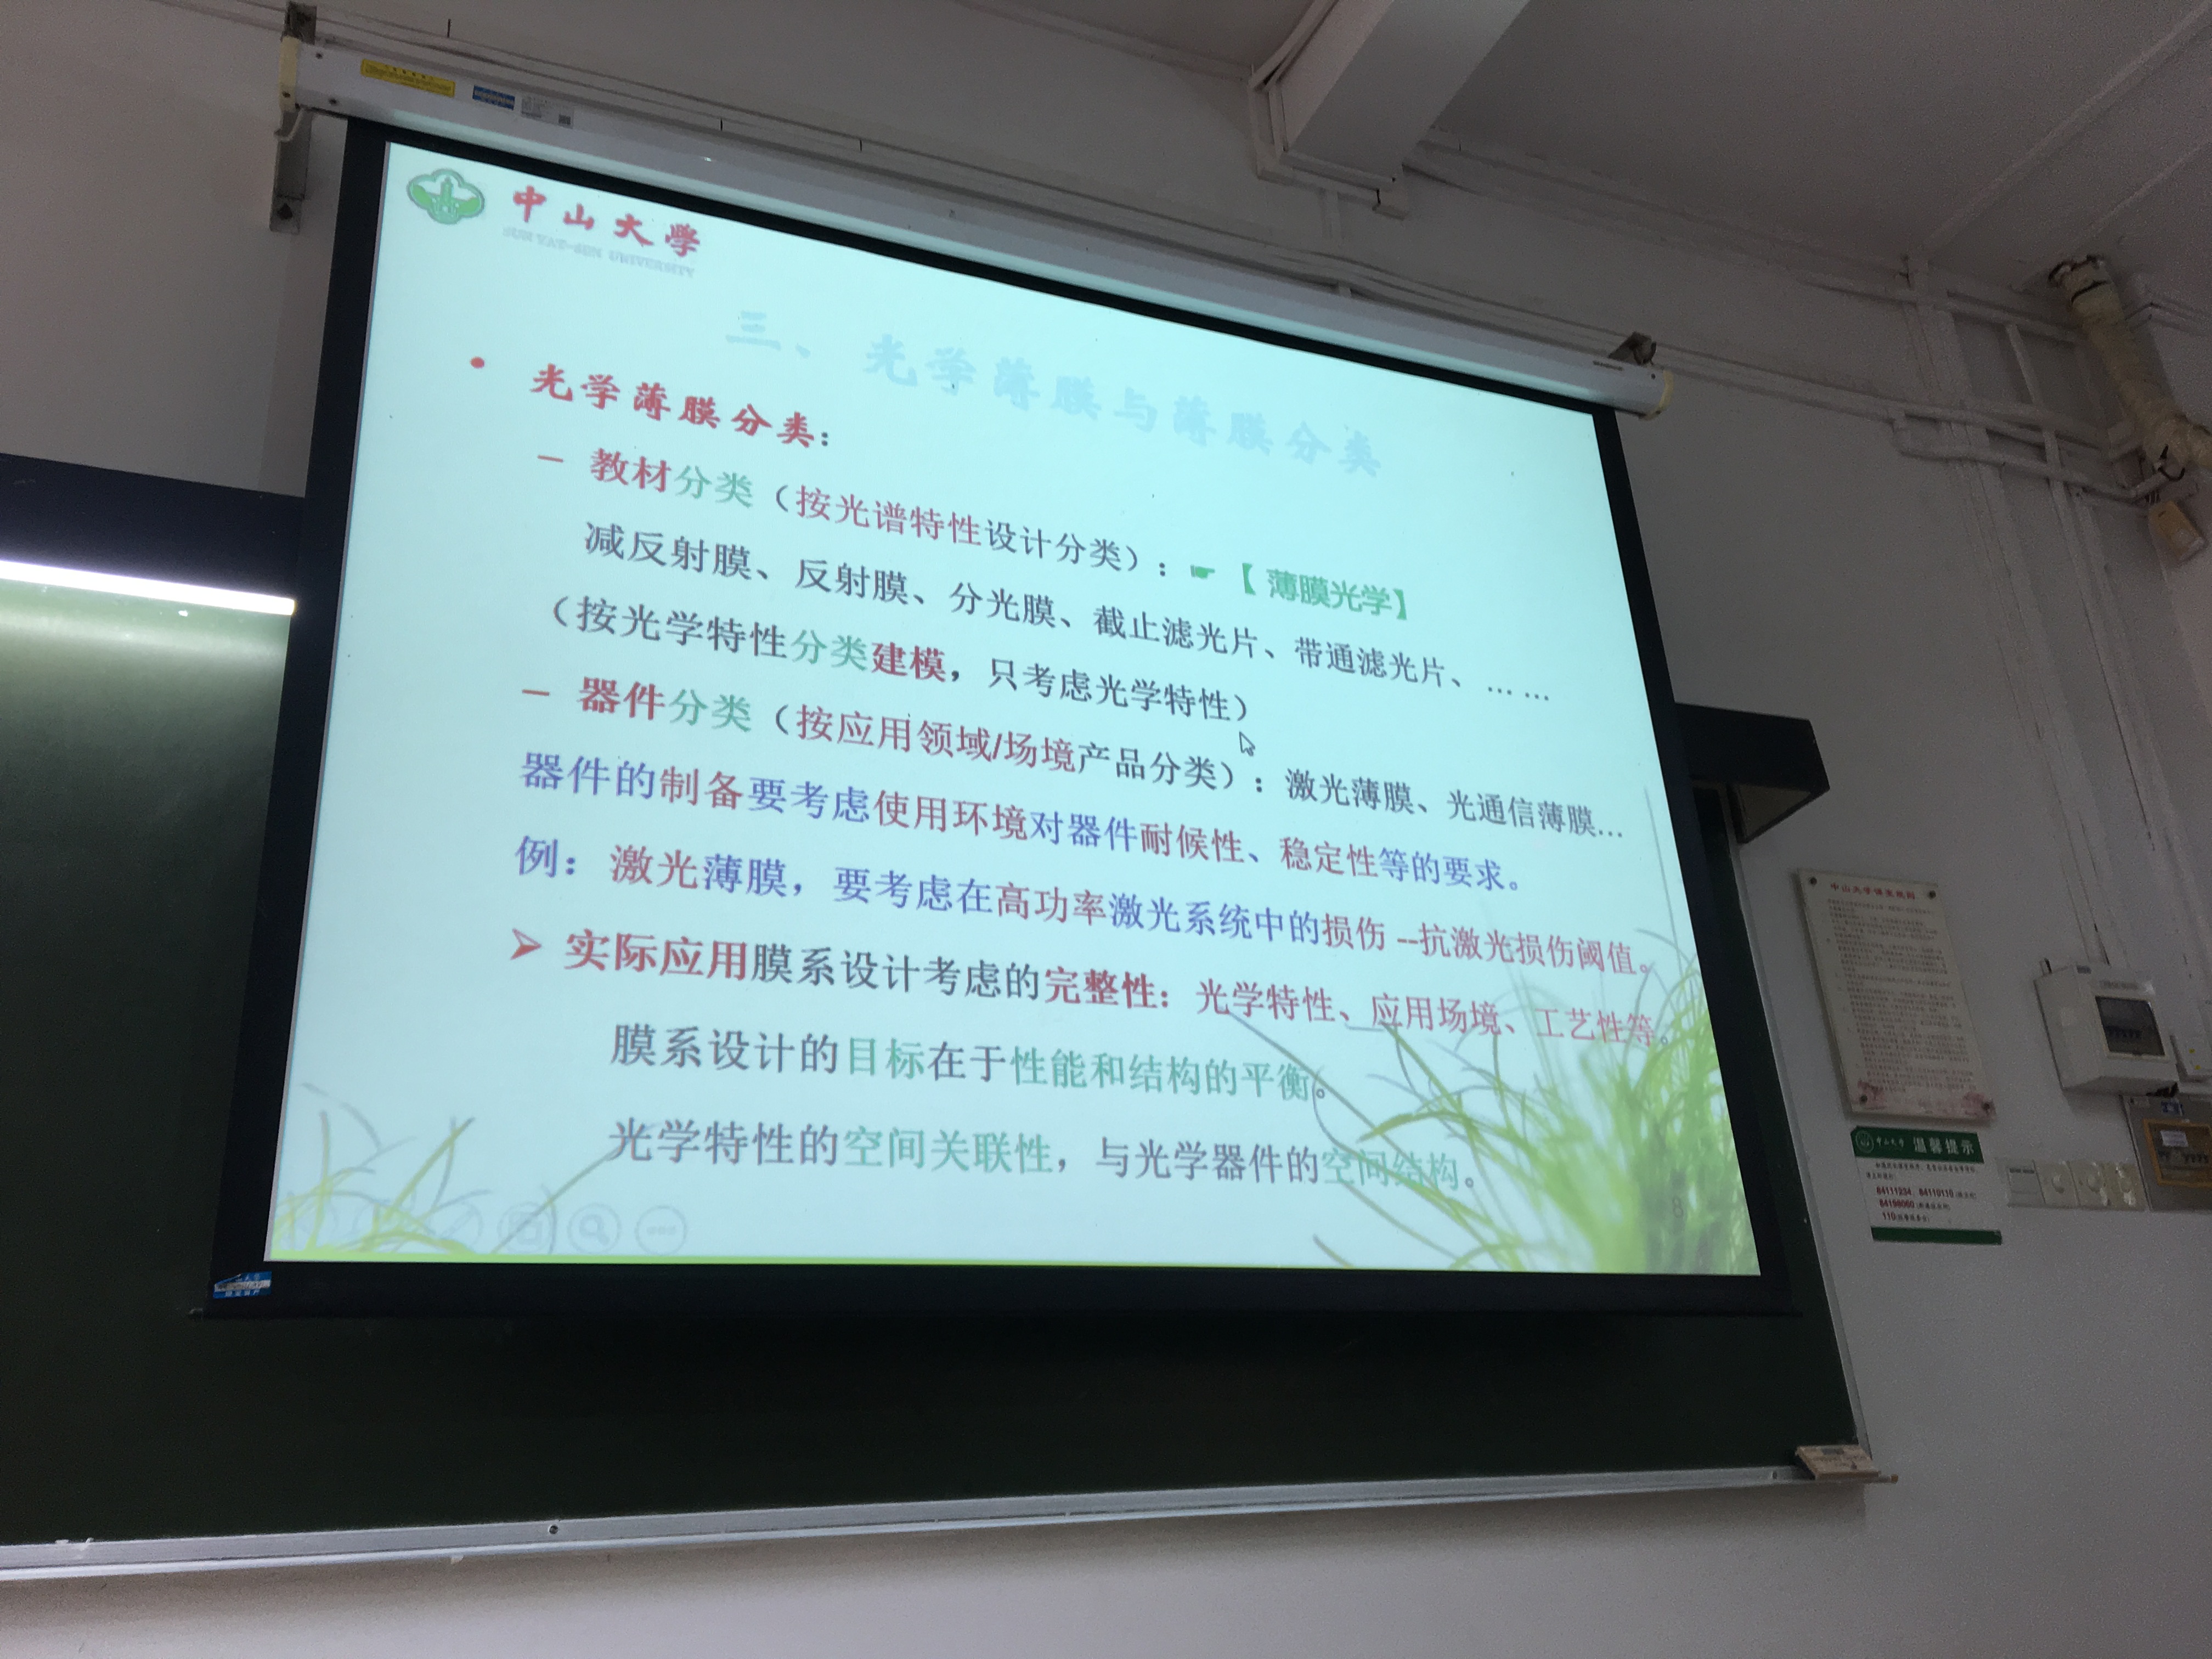 中山大學
SUN YAT-SEN UNIVERSITY
三、光学薄膜与薄膜分类
• 光学薄膜分类：
– 教材分类（按光谱特性设计分类）：☛【薄膜光学】
减反射膜、反射膜、分光膜、截止滤光片、带通滤光片、……
（按光学特性分类建模，只考虑光学特性）
– 器件分类（按应用领域/场境产品分类）：激光薄膜、光通信薄膜…
器件的制备要考虑使用环境对器件耐候性、稳定性等的要求。
例：激光薄膜，要考虑在高功率激光系统中的损伤 --抗激光损伤阈值。
➢ 实际应用膜系设计考虑的完整性：光学特性、应用场境、工艺性等。
膜系设计的目标在于性能和结构的平衡。
光学特性的空间关联性，与光学器件的空间结构。
8
中山大学 温馨提示
84111234、84110110
110